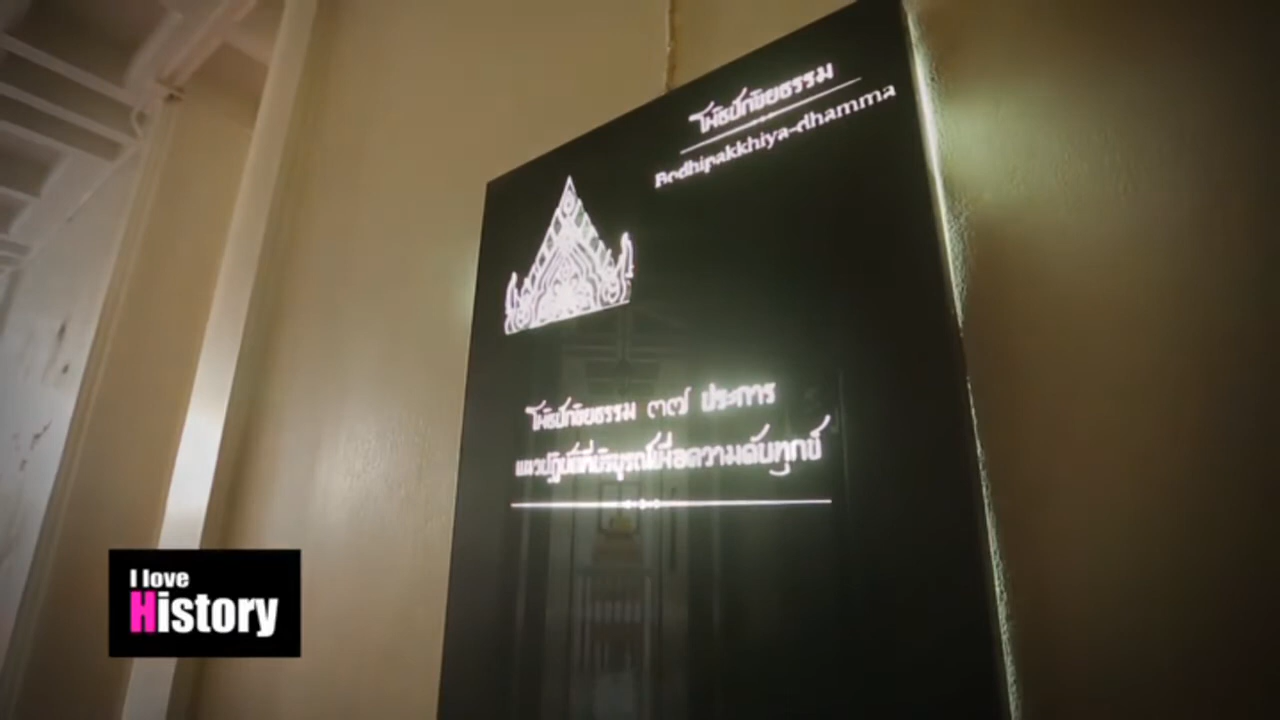 โพธิปักขิยธรรม
Bodhipakkhiya-dhamma
โพธิปักขิยธรรม ๓๗ ประการ
แนวปฏิบัติที่บริบูรณ์เพื่อความดับทุกข์
I love
History